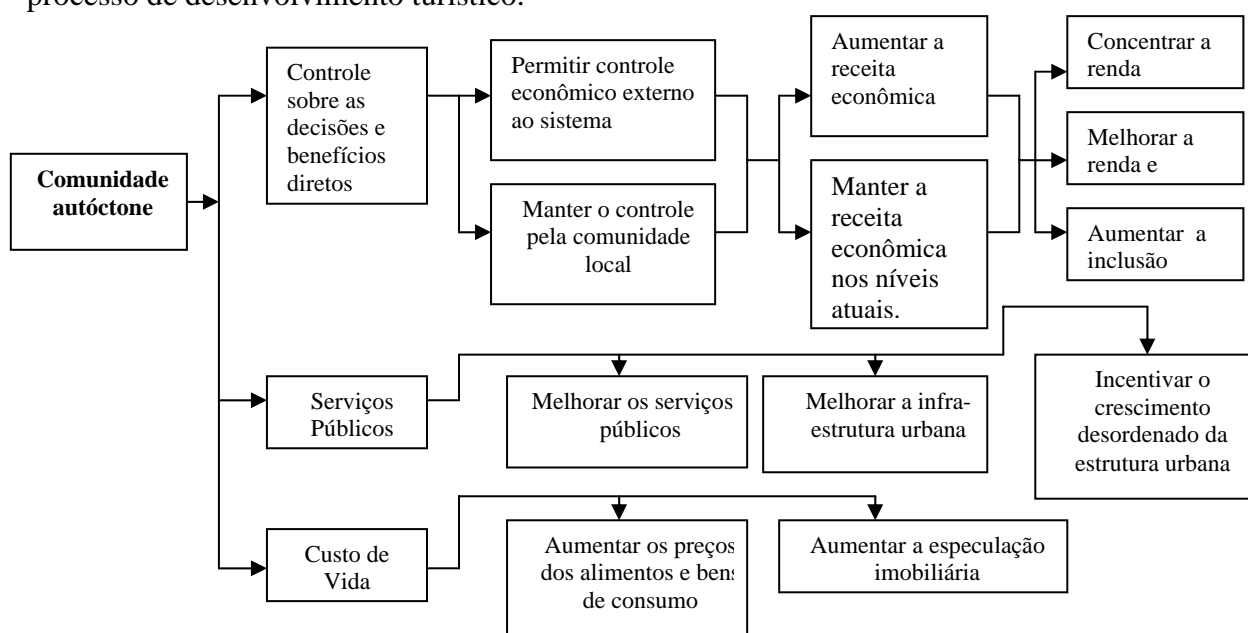 processo de desenvolvimento turístico.
Comunidade
autóctone
Controle
sobre as
decisões e
benefícios
diretos
Permitir controle
econômico externo
ao sistema
Manter o controle
pela comunidade
local
Aumentar a
receita
econômica
Manter a
receita
econômica
nos níveis
atuais.
Concentrar a
renda
Melhorar a
renda e
Aumentar a
inclusão
Serviços
Públicos
Melhorar os serviços
públicos
Melhorar a infra-
estrutura urbana
Incentivar o
crescimento
desordenado da
estrutura urbana
Custo de
Vida
Aumentar os preços
dos alimentos e bens
de consumo
Aumentar a especulação
imobiliária